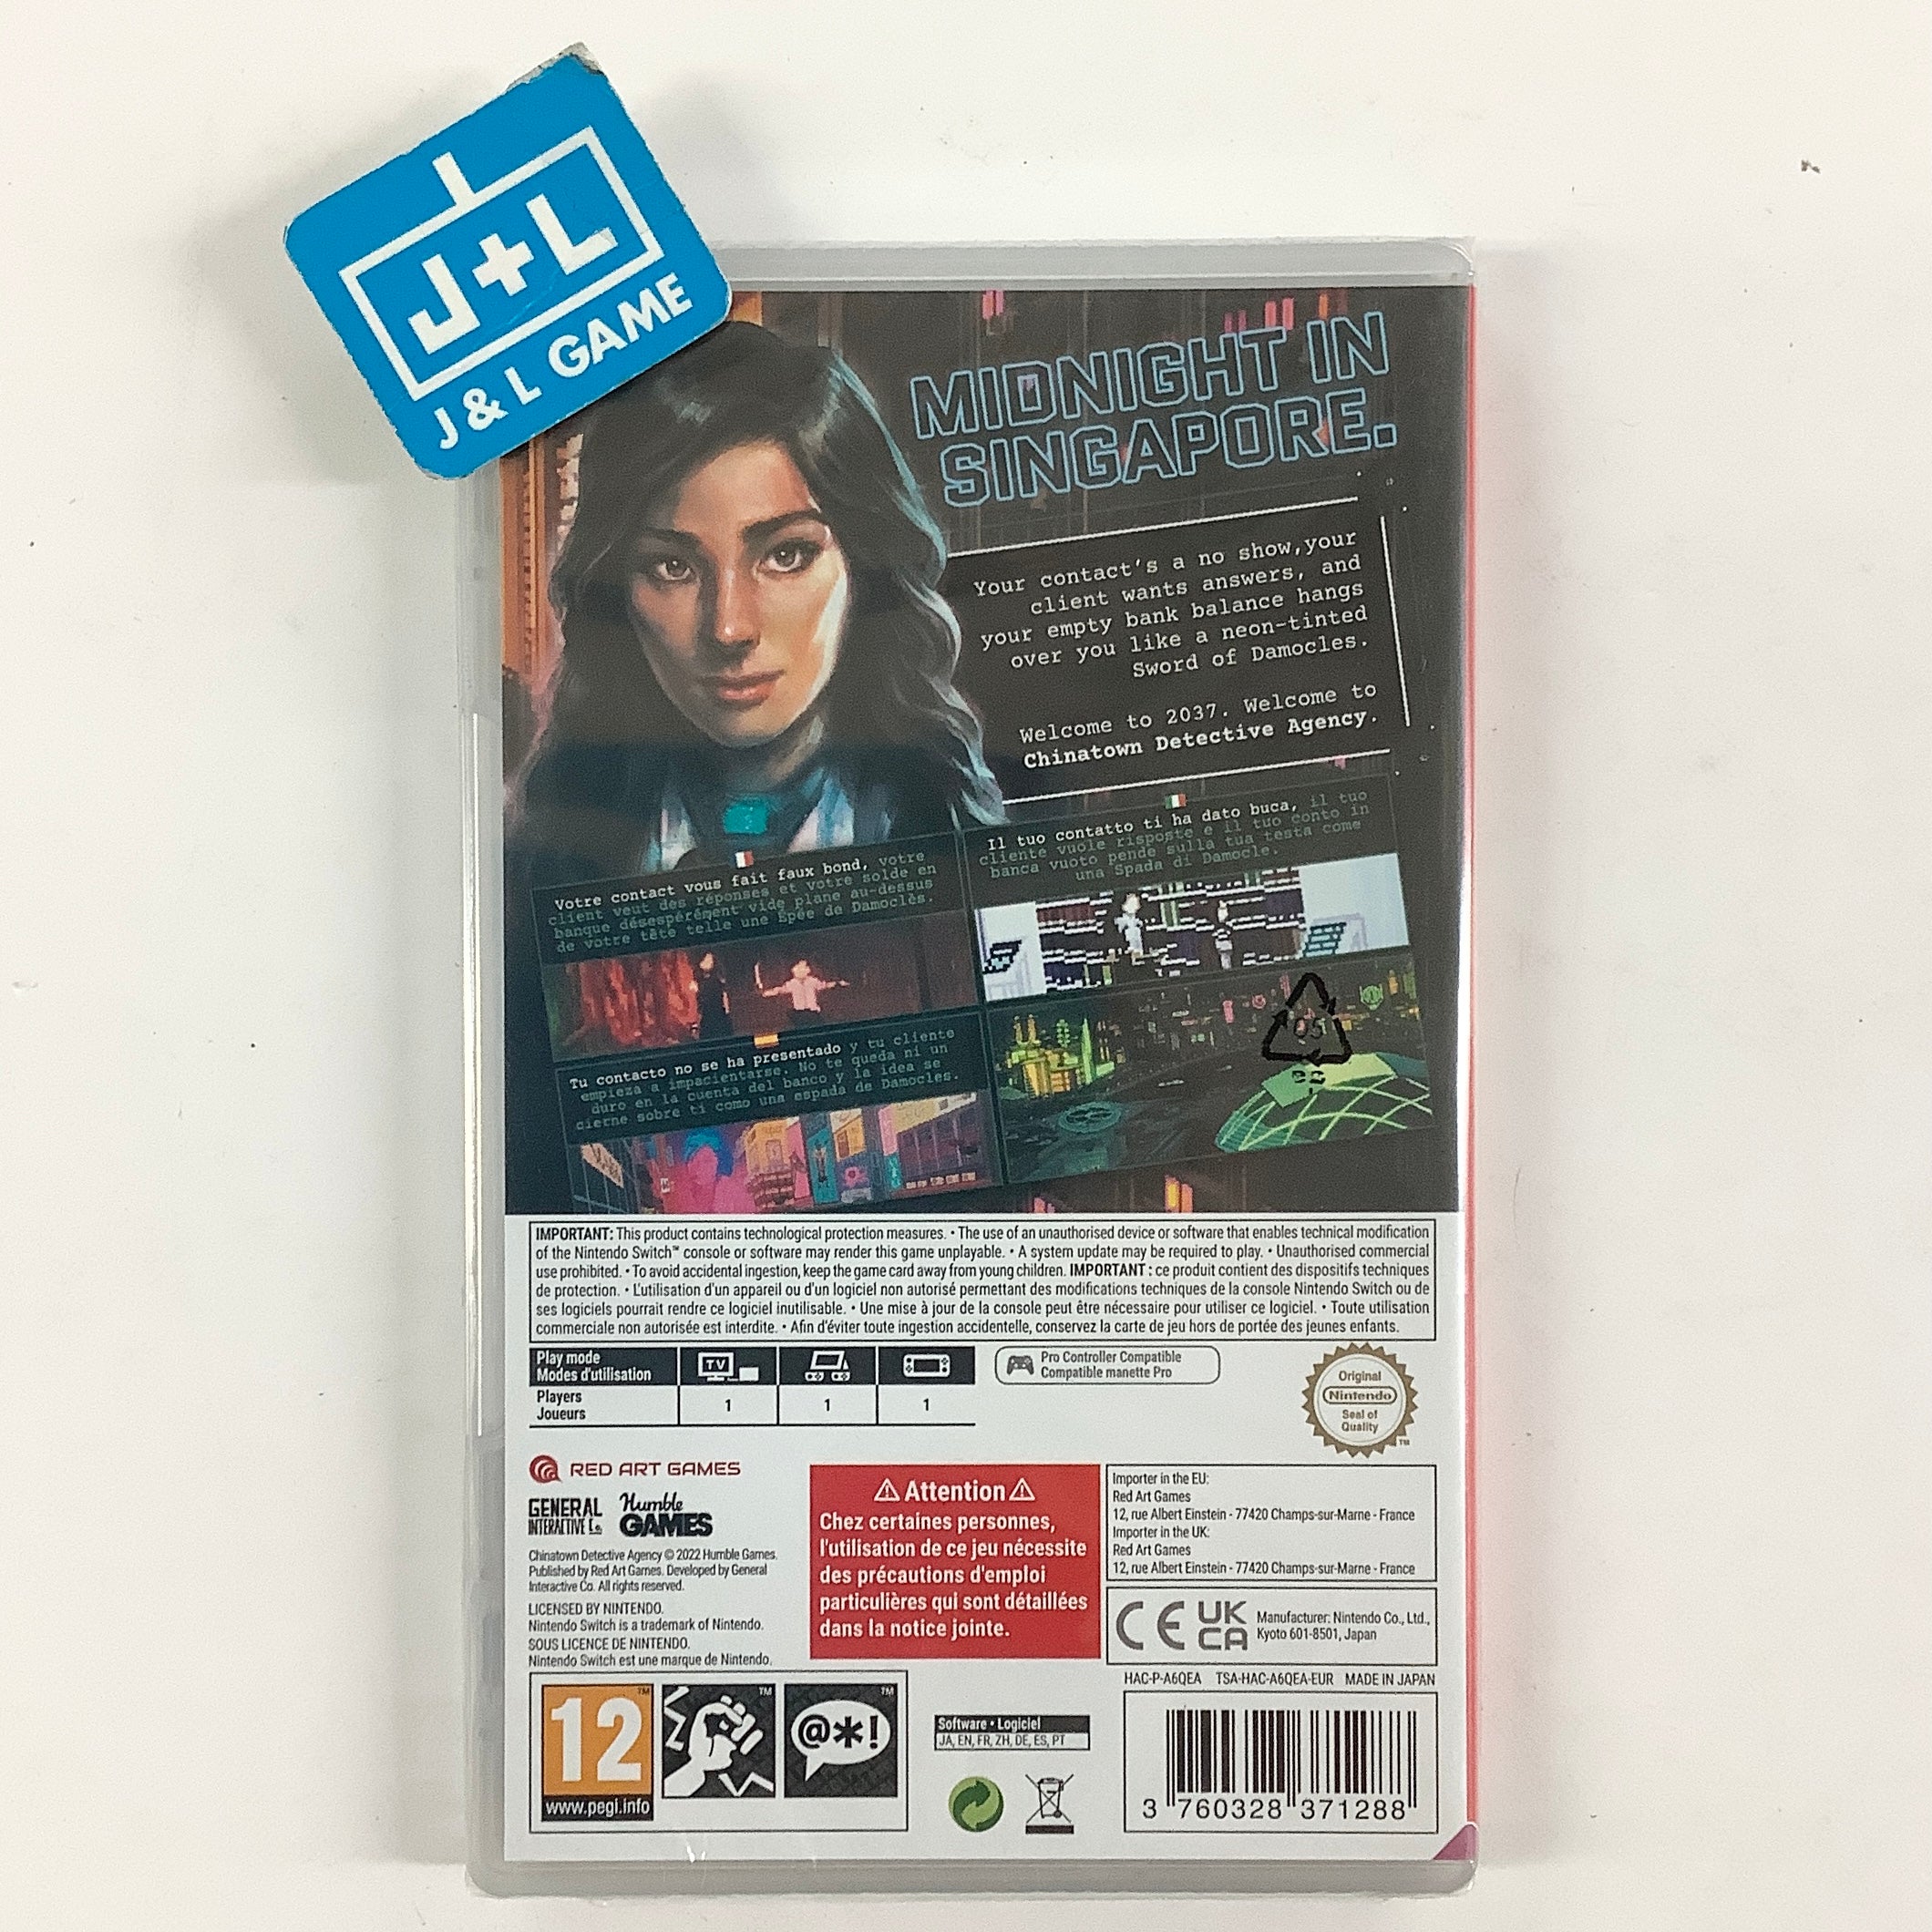 J+L
J & L GAME
MIDNIGHT IN
SINGAPORE.
Your contact's a no show,your
client wants answers, and
your empty bank balance hangs
over you like a neon-tinted
Sword of Damocles.
Welcome to 2037. Welcome to
Chinatown Detective Agency.
Votre contact vous fait faux bond, votre
client veut des réponses et votre solde en
banque désespérément vide plane au-dessus
de votre tête telle une Épée de Damoclès.
Il tuo contatto ti ha dato buca, il tuo
cliente vuole risposte e il tuo conto in
banca vuoto pende sulla tua testa come
una Spada di Damocle.
Tu contacto no se ha presentado y tu cliente
empieza a impacientarse. No te queda ni un
duro en la cuenta del banco y la idea se
cierne sobre ti como una espada de Damocles.
05
IMPORTANT: This product contains technological protection measures. • The use of an unauthorised device or software that enables technical modification
of the Nintendo Switch™ console or software may render this game unplayable. • A system update may be required to play. • Unauthorised commercial
use prohibited. • To avoid accidental ingestion, keep the game card away from young children. IMPORTANT : ce produit contient des dispositifs techniques
de protection. • L'utilisation d'un appareil ou d'un logiciel non autorisé permettant des modifications techniques de la console Nintendo Switch ou de
ses logiciels pourrait rendre ce logiciel inutilisable. • Une mise à jour de la console peut être nécessaire pour utiliser ce logiciel. • Toute utilisation
commerciale non autorisée est interdite. • Afin d'éviter toute ingestion accidentelle, conservez la carte de jeu hors de portée des jeunes enfants.
Play mode
Modes d'utilisation
TV
Players
Joueurs
1 1 1
Pro Controller Compatible
Compatible manette Pro
Original
Nintendo
Seal of
Quality
™
RED ART GAMES
GENERAL
INTERACTIVE Co.
Humble
GAMES
Chinatown Detective Agency © 2022 Humble Games.
Published by Red Art Games. Developed by General
Interactive Co. All rights reserved.
LICENSED BY NINTENDO.
Nintendo Switch is a trademark of Nintendo.
SOUS LICENCE DE NINTENDO.
Nintendo Switch est une marque de Nintendo.
⚠ Attention ⚠
Chez certaines personnes,
l'utilisation de ce jeu nécessite
des précautions d'emploi
particulières qui sont détaillées
dans la notice jointe.
Importer in the EU:
Red Art Games
12, rue Albert Einstein - 77420 Champs-sur-Marne - France
Importer in the UK:
Red Art Games
12, rue Albert Einstein - 77420 Champs-sur-Marne - France
CE
UK
CA
Manufacturer: Nintendo Co., Ltd.,
Kyoto 601-8501, Japan
HAC-P-A6QEA TSA-HAC-A6QEA-EUR MADE IN JAPAN
12
www.pegi.info
™
™
@*!
™
Software • Logiciel
JA, EN, FR, ZH, DE, ES, PT
3 760328 371288